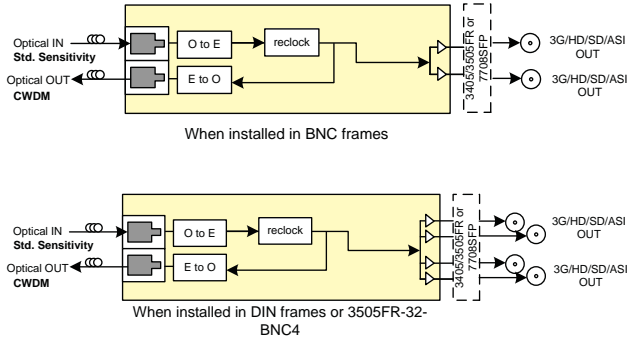 Optical IN
Std. Sensitivity
Optical OUT
CWDM
O to E
reclock
E to O
3405/3505FR or
7708SFP
3G/HD/SD/ASI
OUT
3G/HD/SD/ASI
OUT
When installed in BNC frames
Optical IN
Std. Sensitivity
Optical OUT
CWDM
O to E
reclock
E to O
3405/3505FR or
7708SFP
3G/HD/SD/ASI
OUT
3G/HD/SD/ASI
OUT
When installed in DIN frames or 3505FR-32-
BNC4